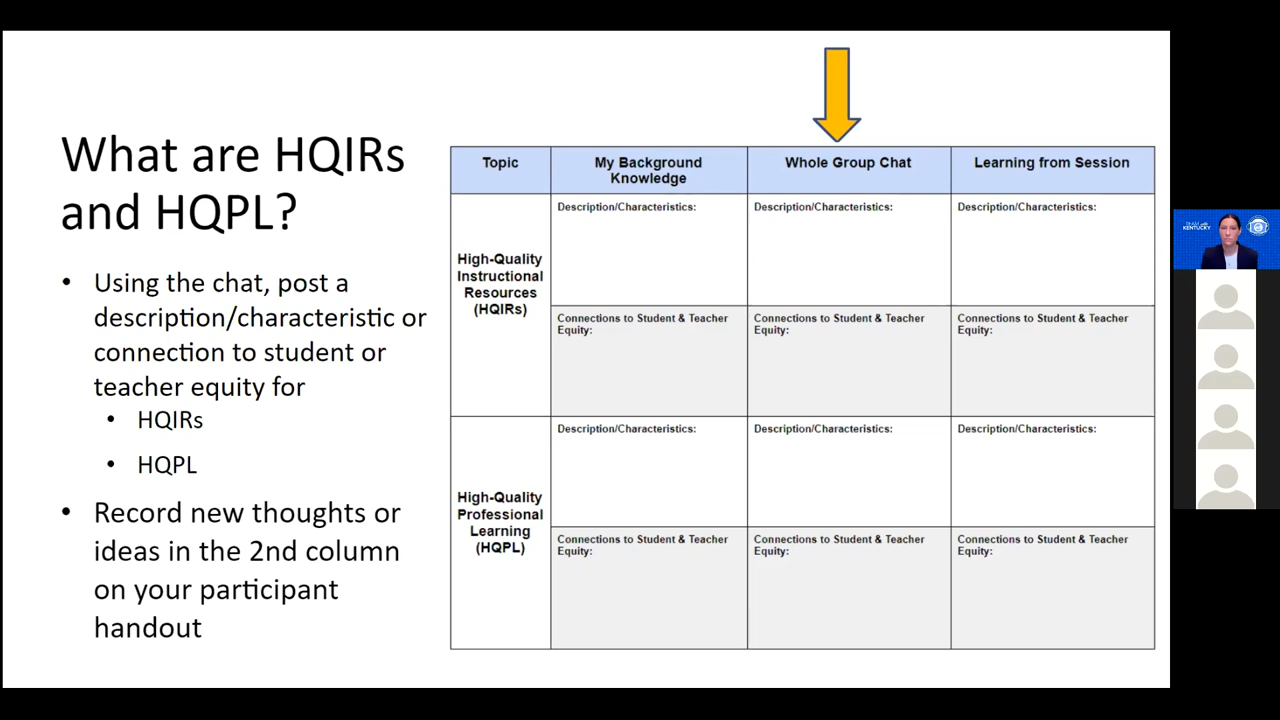 What are HQIRs
and HQPL?
• Using the chat, post a
description/characteristic or
connection to student or
teacher equity for
• HQIRs
• HQPL
• Record new thoughts or
ideas in the 2nd column
on your participant
handout
Topic
My Background
Knowledge
Whole Group Chat
Learning from Session
High-Quality
Instructional
Resources
(HQIRs)
Description/Characteristics:
Description/Characteristics:
Description/Characteristics:
Connections to Student & Teacher
Equity:
Connections to Student & Teacher
Equity:
Connections to Student & Teacher
Equity:
High-Quality
Professional
Learning
(HQPL)
Description/Characteristics:
Description/Characteristics:
Description/Characteristics:
Connections to Student & Teacher
Equity:
Connections to Student & Teacher
Equity:
Connections to Student & Teacher
Equity:
TEAM
KENTUCKY